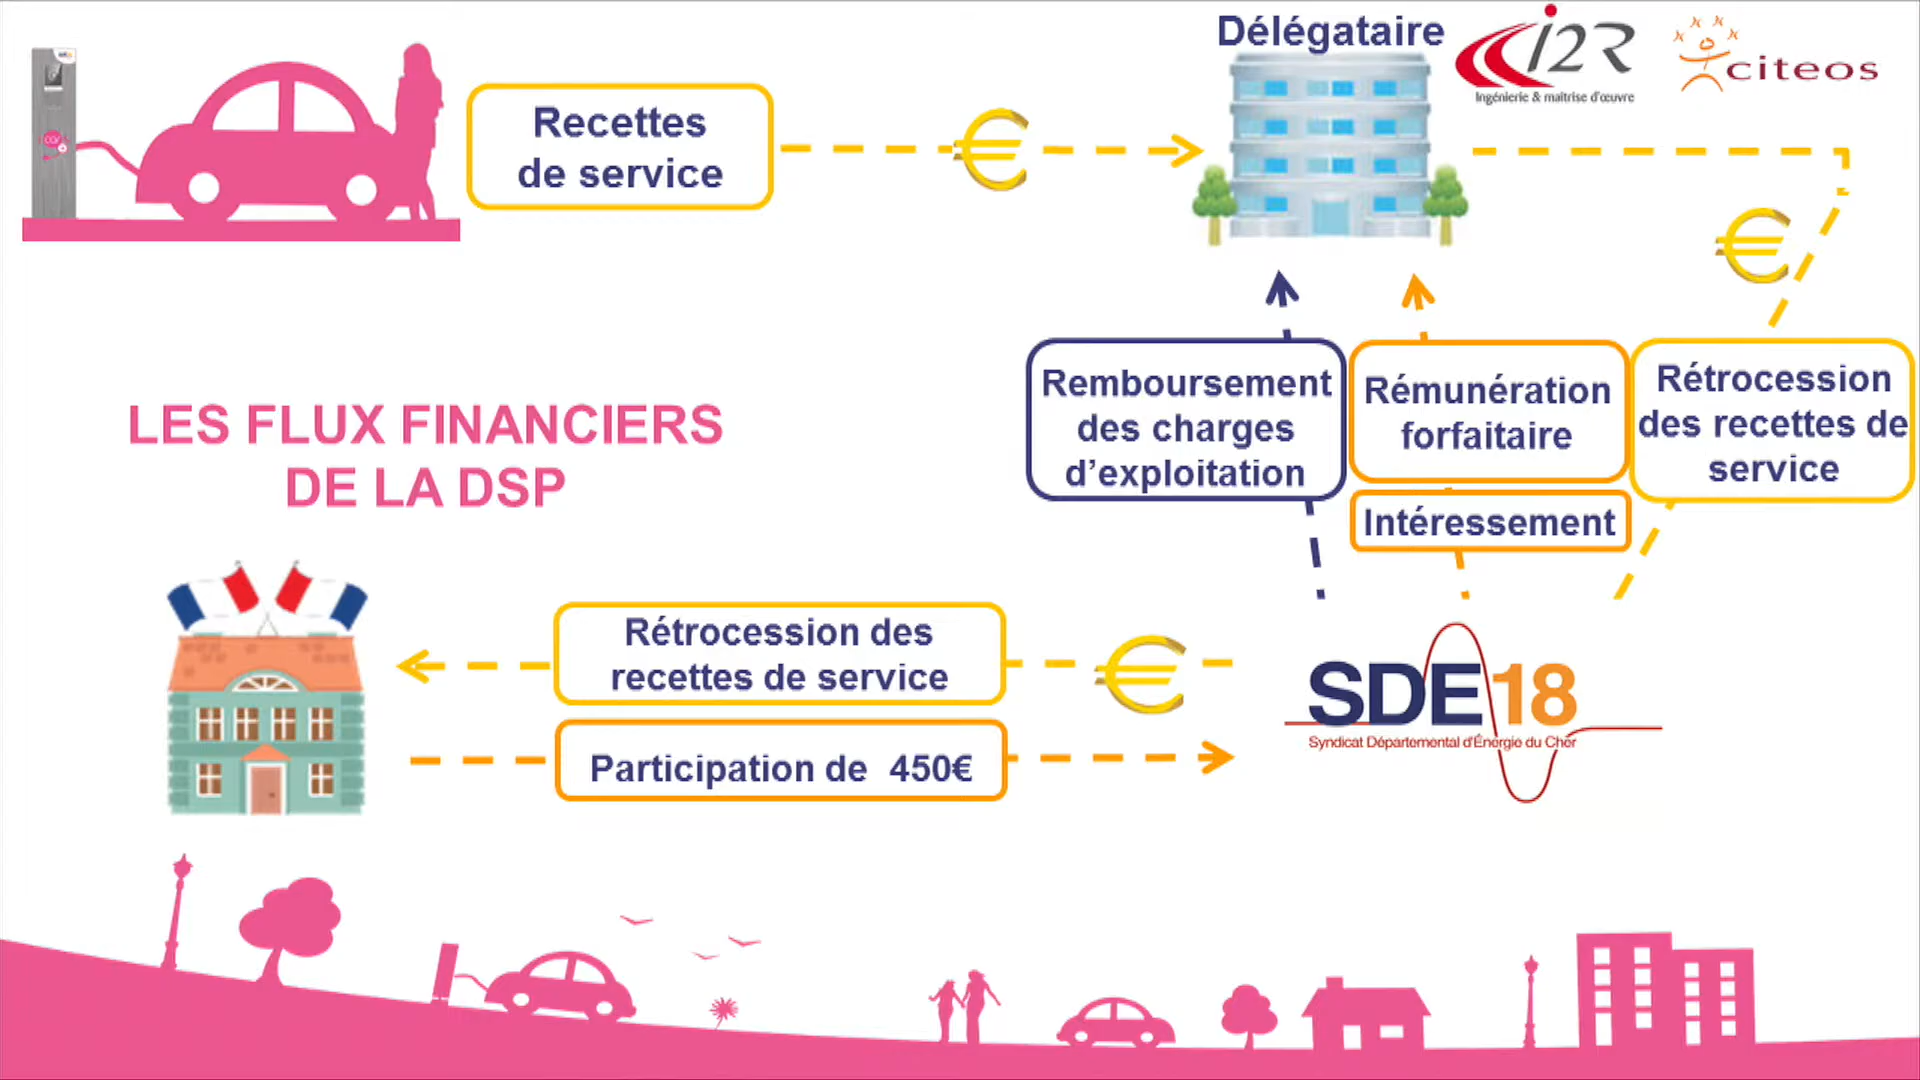 Délégataire
i2R
Ingénierie & maîtrise d'œuvre
citeos
Recettes
de service
€
€
LES FLUX FINANCIERS
DE LA DSP
Remboursement
des charges
d'exploitation
Rémunération
forfaitaire
Intéressement
Rétrocession
des recettes de
service
Rétrocession des
recettes de service
€
Participation de 450€
SDE18
Syndicat Départemental d'Énergie du Cher